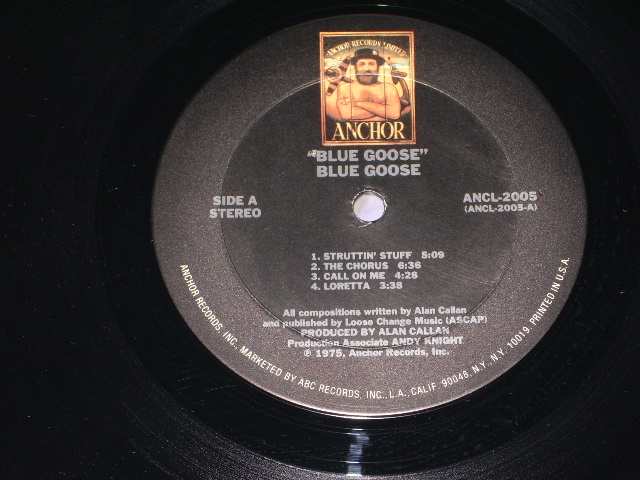 ANCHOR RECORDS LIMITED
ANCHOR
"BLUE GOOSE"
BLUE GOOSE
SIDE A
STEREO
ANCL-2005
(ANCL-2005-A)
1. STRUTTIN' STUFF 5:09
2. THE CHORUS 6:36
3. CALL ON ME 4:28
4. LORETTA 3:38
All compositions written by Alan Callan
and published by Loose Change Music (ASCAP)
PRODUCED BY ALAN CALLAN
Production Associate ANDY KNIGHT
℗ 1975, Anchor Records, Inc.
ANCHOR RECORDS, INC., MARKETED BY ABC RECORDS, INC., L.A., CALIF. 90048, N.Y., N.Y. 10019. PRINTED IN U.S.A.